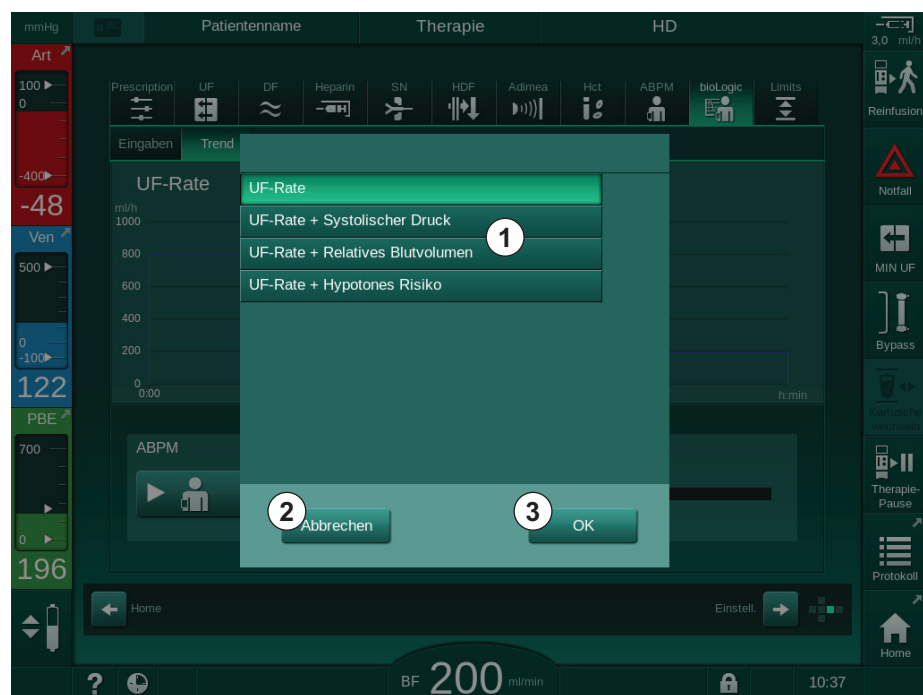 mmHg
Patientenname
Therapie
HD
3,0 ml/h
Art
100
0
-400
-48
Ven
500
0
-100
122
PBE
700
0
196
Prescription
UF
DF
Heparin
SN
HDF
Adimea
Hct
ABPM
bioLogic
Limits
Eingaben
Trend
UF-Rate
ml/h
1000
800
600
400
200
0
0:00
h:min
UF-Rate
UF-Rate + Systolischer Druck
UF-Rate + Relatives Blutvolumen
UF-Rate + Hypotones Risiko
1
ABPM
2
Abbrechen
3
OK
Home
Einstell.
Reinfusion
Notfall
MIN UF
Bypass
Kartusche
wechseln
Therapie-
Pause
Protokoll
Home
?
BF 200 ml/min
10:37